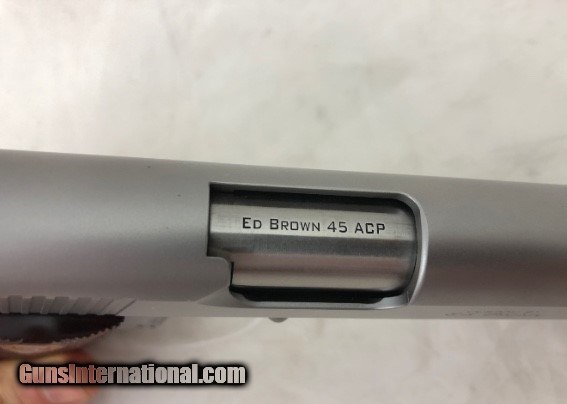 ED BROWN 45 ACP
GunsInternational.com